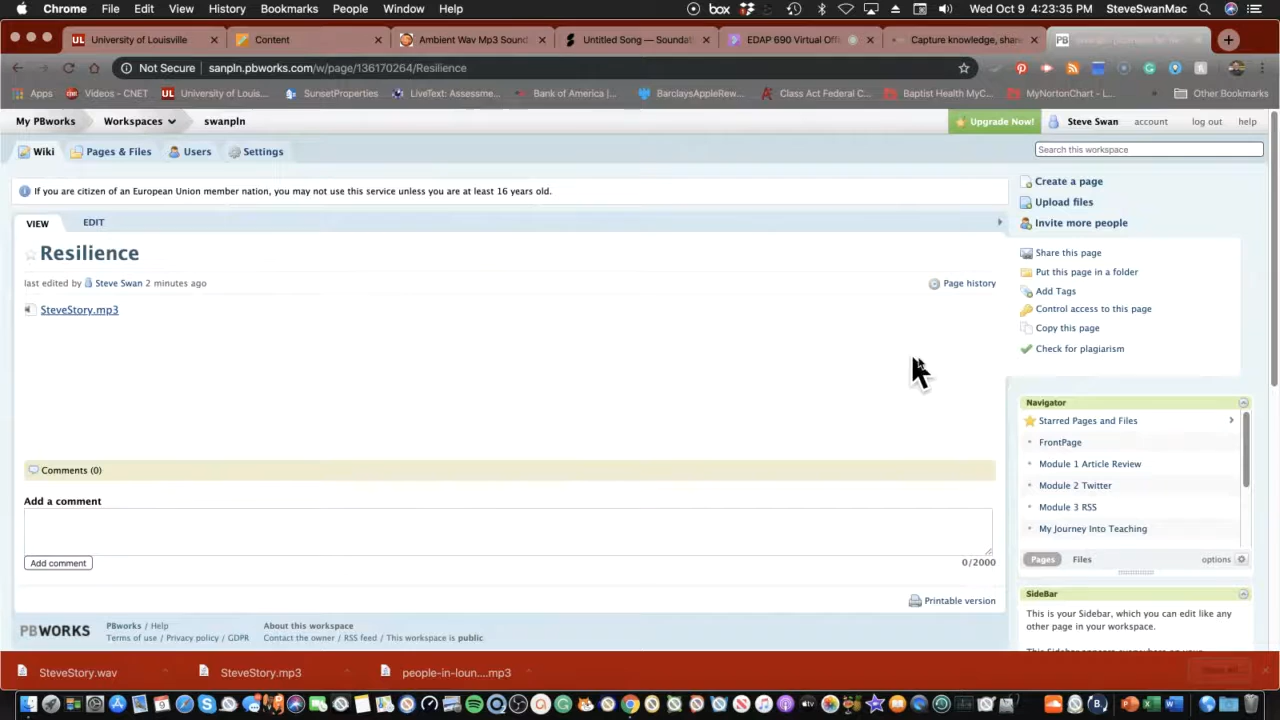 Chrome File Edit View History Bookmarks People Window Help box Wed Oct 9 4:23:35 PM SteveSwanMac
University of Louisville Content Ambient Wav Mp3 Sound Untitled Song — Soundat EDAP 690 Virtual Offi Capture knowledge, share
Not Secure sanpln.pbworks.com/w/page/136170264/Resilience
Apps Videos - CNET University of Louis... SunsetProperties LiveText: Assessme... Bank of America |... BarclaysAppleRew... Class Act Federal C... Baptist Health MyC... MyNortonChart - L... Other Bookmarks
My PBworks Workspaces swanpln Upgrade Now! Steve Swan account log out help
Wiki Pages & Files Users Settings Search this workspace
If you are citizen of an European Union member nation, you may not use this service unless you are at least 16 years old.
VIEW EDIT
Resilience
last edited by Steve Swan 2 minutes ago Page history
SteveStory.mp3
Comments (0)
Add a comment
Add comment 0/2000
Printable version
PBWORKS PBworks / Help About this workspace
Terms of use / Privacy policy / GDPR Contact the owner / RSS feed / This workspace is public
Create a page
Upload files
Invite more people
Share this page
Put this page in a folder
Add Tags
Control access to this page
Copy this page
Check for plagiarism
Navigator
Starred Pages and Files
FrontPage
Module 1 Article Review
Module 2 Twitter
Module 3 RSS
My Journey Into Teaching
Pages Files options
SideBar
This is your Sidebar, which you can edit like any
other page in your workspace.
SteveStory.wav SteveStory.mp3 people-in-loun....mp3